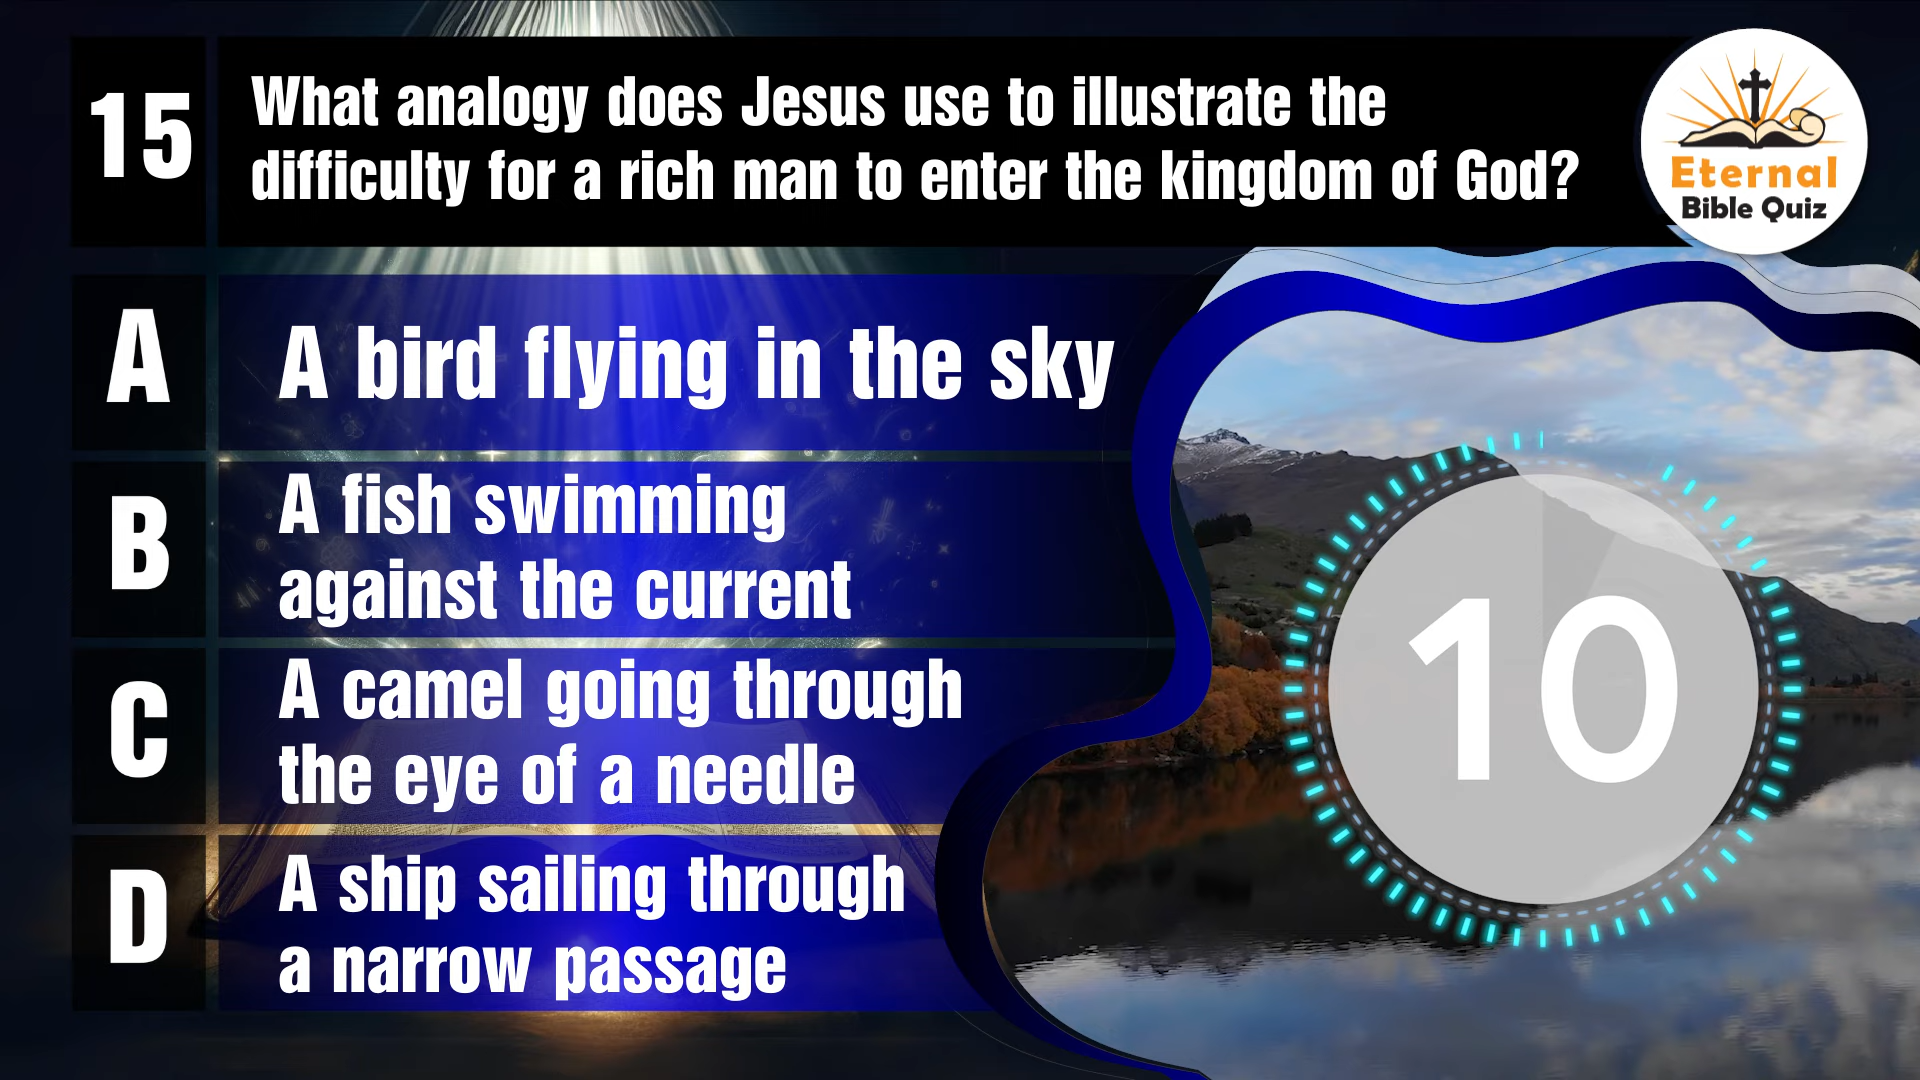 15
What analogy does Jesus use to illustrate the
difficulty for a rich man to enter the kingdom of God?
Eternal
Bible Quiz
A
A bird flying in the sky
B
A fish swimming
against the current
C
A camel going through
the eye of a needle
D
A ship sailing through
a narrow passage
10